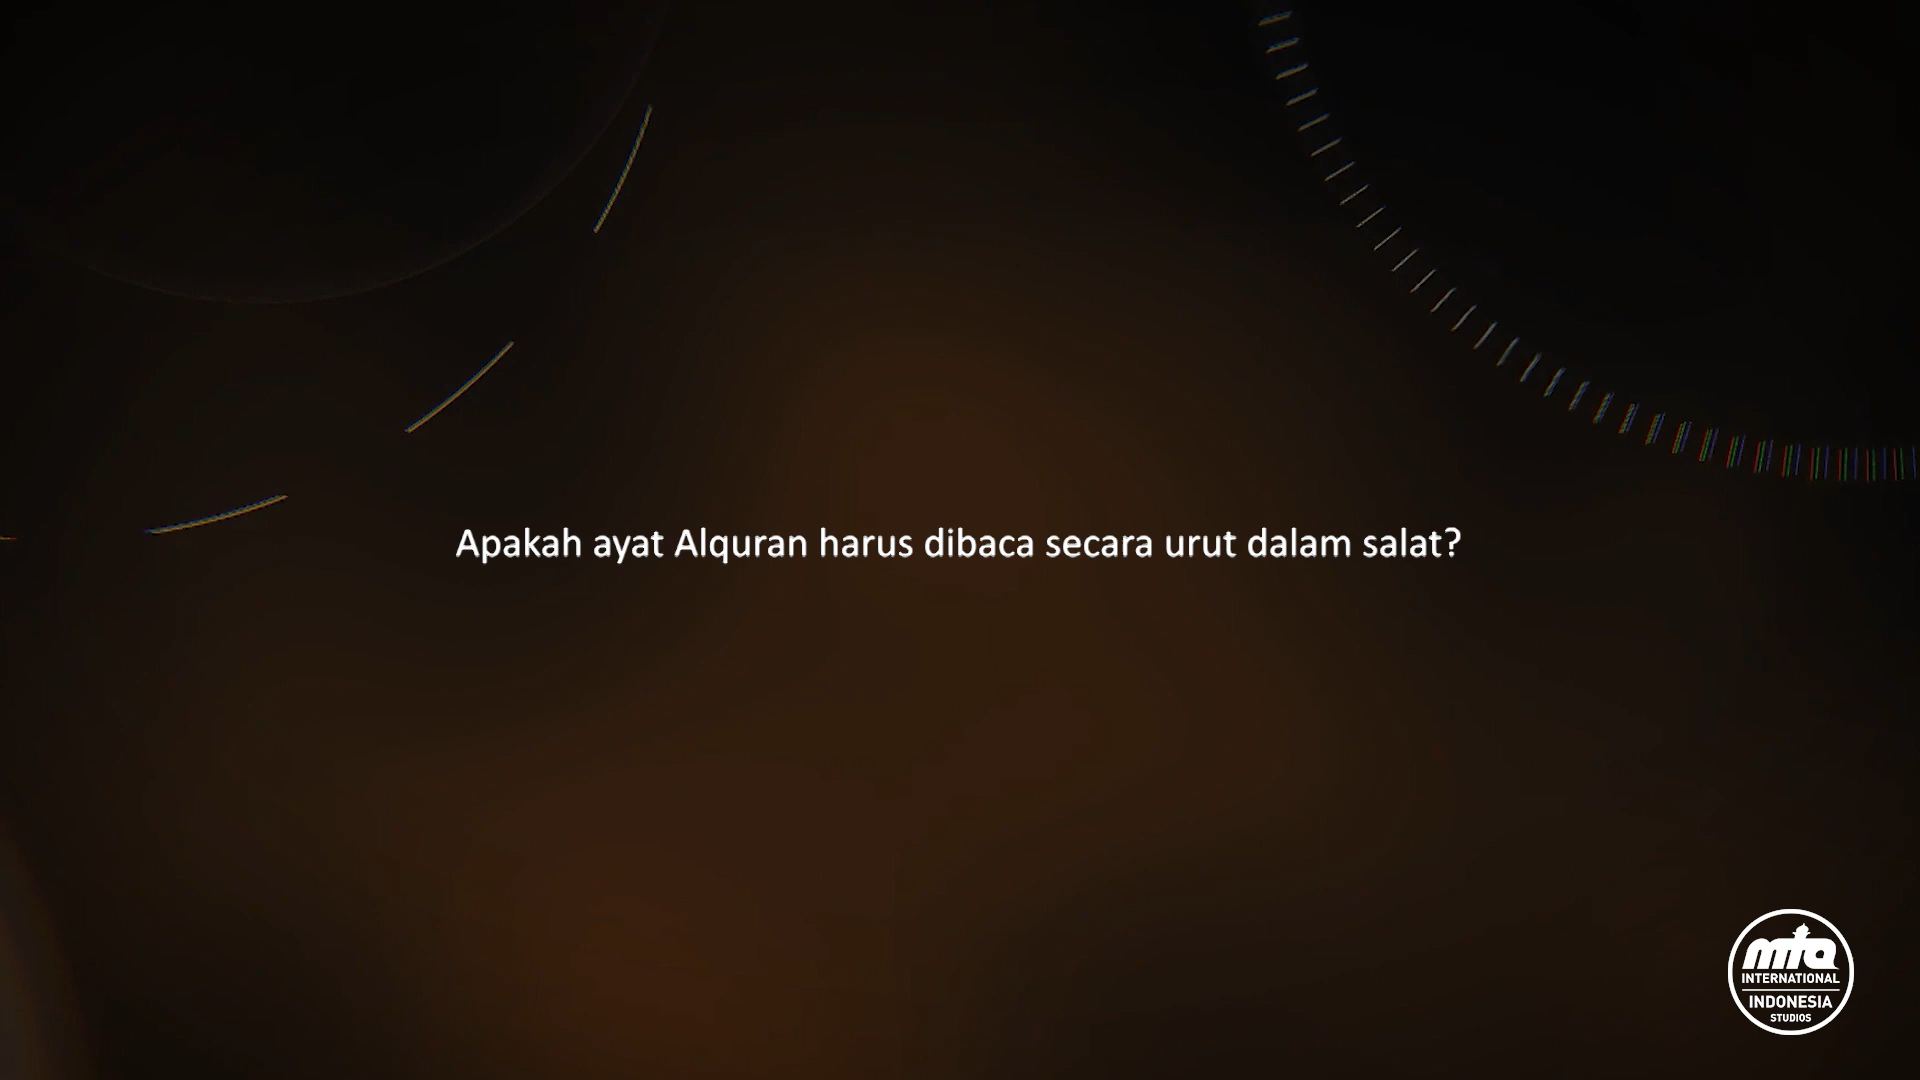 Apakah ayat Alquran harus dibaca secara urut dalam salat?
mta
INTERNATIONAL
INDONESIA
STUDIOS